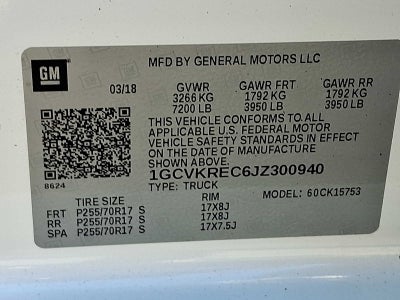 GM
MFD BY GENERAL MOTORS LLC
03/18 GVWR GAWR FRT GAWR RR
3266 KG 1792 KG 1792 KG
7200 LB 3950 LB 3950 LB
THIS VEHICLE CONFORMS TO ALL
APPLICABLE U.S. FEDERAL MOTOR
VEHICLE SAFETY STANDARDS IN EFFECT
ON THE DATE OF MANUFACTURE
SHOWN ABOVE.
8624
1GCVKREC6JZ300940
TYPE: TRUCK MODEL: 60CK15753
TIRE SIZE RIM
FRT P255/70R17 S 17X8J
RR P255/70R17 S 17X8J
SPA P255/70R17 S 17X7.5J